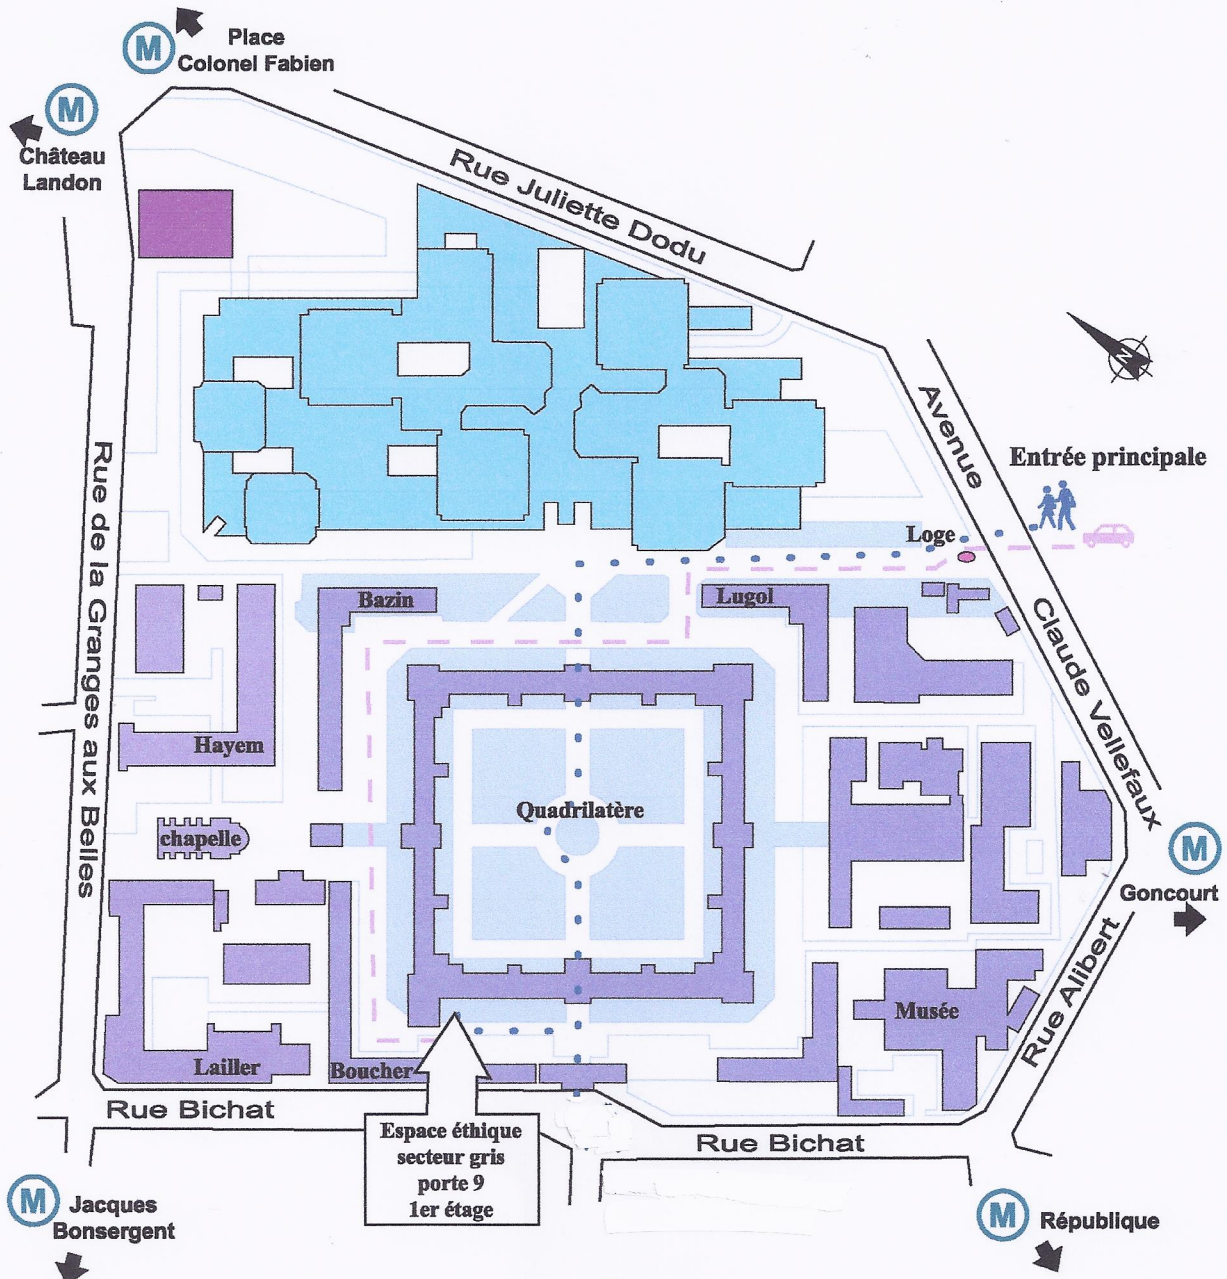 M
Place
Colonel Fabien
M
Château
Landon
Rue Juliette Dodu
N
Avenue
Claude Vellefaux
Entrée principale
Loge
Rue de la Granges aux Belles
Bazin
Lugol
Hayem
Quadrilatère
chapelle
M
Goncourt
Rue Alibert
Musée
Lailler
Boucher
Rue Bichat
Espace éthique
secteur gris
porte 9
1er étage
Rue Bichat
M
Jacques
Bonsergent
M
République